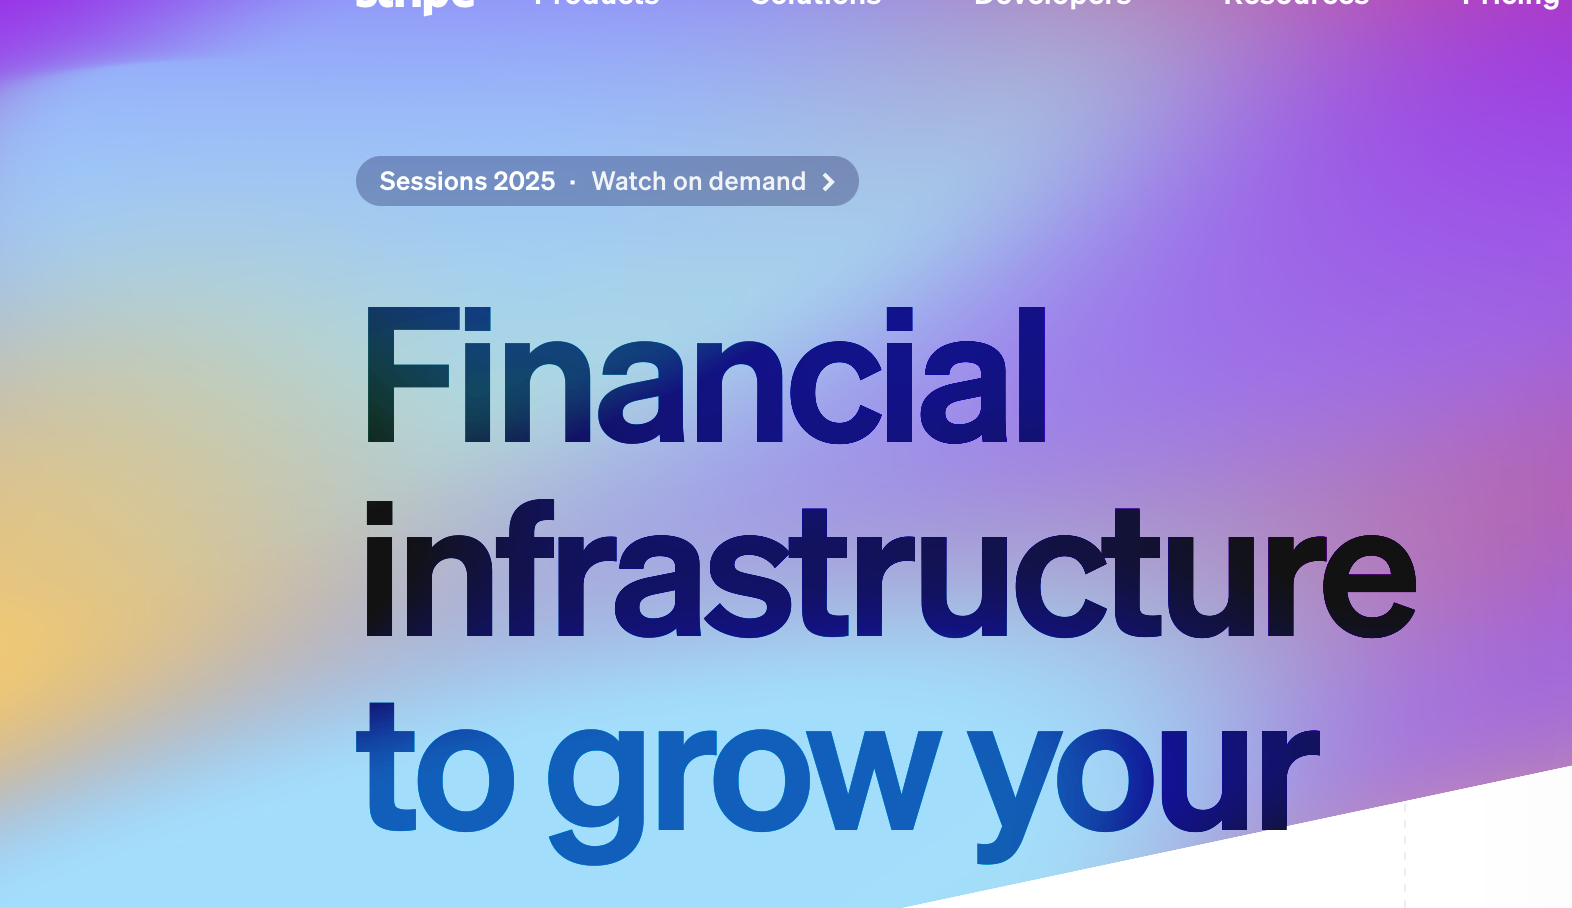 stripe Products Solutions Developers Resources Pricing
Sessions 2025 · Watch on demand
Financial
infrastructure
to grow your